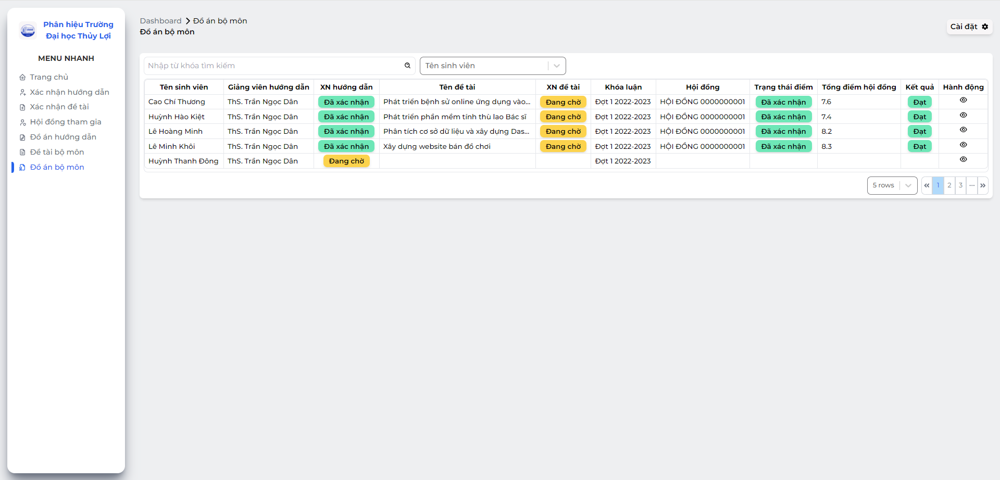 Phân hiệu Trường
Đại học Thủy Lợi
MENU NHANH
Trang chủ
Xác nhận hướng dẫn
Xác nhận đề tài
Hội đồng tham gia
Đồ án hướng dẫn
Đề tài bộ môn
Đồ án bộ môn
Dashboard Đồ án bộ môn
Đồ án bộ môn
Cài đặt
Nhập từ khóa tìm kiếm Tên sinh viên
Tên sinh viên Giảng viên hướng dẫn XN hướng dẫn Tên đề tài XN đề tài Khóa luận Hội đồng Trạng thái điểm Tổng điểm hội đồng Kết quả Hành động
Cao Chí Thương ThS. Trần Ngọc Dân Đã xác nhận Phát triển bệnh sử online ứng dụng vào... Đang chờ Đợt 1 2022-2023 HỘI ĐỒNG 0000000001 Đã xác nhận 7.6 Đạt
Huỳnh Hào Kiệt ThS. Trần Ngọc Dân Đã xác nhận Phát triển phần mềm tính thù lao Bác sĩ Đang chờ Đợt 1 2022-2023 HỘI ĐỒNG 0000000001 Đã xác nhận 7.4 Đạt
Lê Hoàng Minh ThS. Trần Ngọc Dân Đã xác nhận Phân tích cơ sở dữ liệu và xây dựng Das... Đang chờ Đợt 1 2022-2023 HỘI ĐỒNG 0000000001 Đã xác nhận 8.2 Đạt
Lê Minh Khôi ThS. Trần Ngọc Dân Đã xác nhận Xây dựng website bán đồ chơi Đang chờ Đợt 1 2022-2023 HỘI ĐỒNG 0000000001 Đã xác nhận 8.3 Đạt
Huỳnh Thanh Đông ThS. Trần Ngọc Dân Đang chờ Đợt 1 2022-2023
5 rows « 1 2 3 ... »